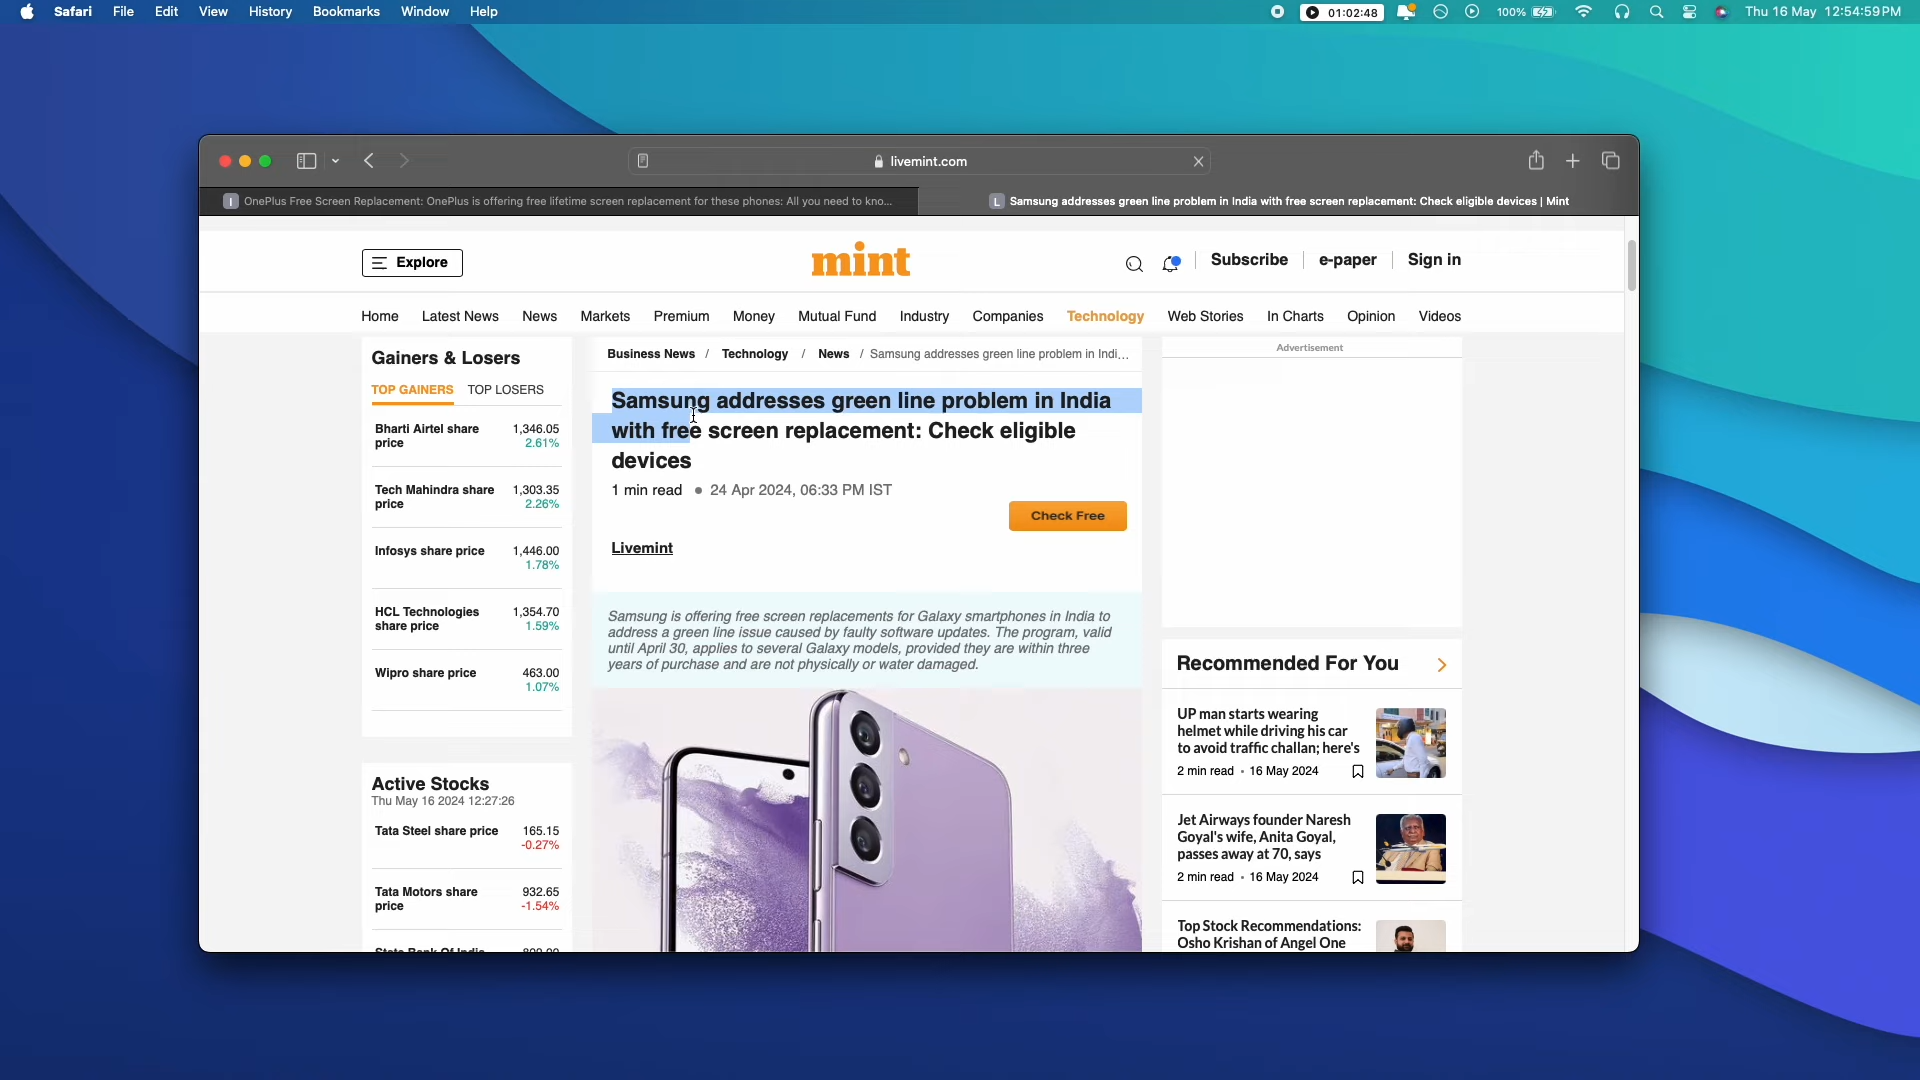 Safari File Edit View History Bookmarks Window Help
01:02:48 100% Thu 16 May 12:54:59 PM
livemint.com
I OnePlus Free Screen Replacement: OnePlus is offering free lifetime screen replacement for these phones: All you need to kno...
L Samsung addresses green line problem in India with free screen replacement: Check eligible devices | Mint
Explore
mint
Subscribe e-paper Sign in
Home Latest News News Markets Premium Money Mutual Fund Industry Companies Technology Web Stories In Charts Opinion Videos
Gainers & Losers
TOP GAINERS TOP LOSERS
Bharti Airtel share 1,346.05
price 2.61%
Tech Mahindra share 1,303.35
price 2.26%
Infosys share price 1,446.00
1.78%
HCL Technologies 1,354.70
share price 1.59%
Wipro share price 463.00
1.07%
Active Stocks
Thu May 16 2024 12:27:26
Tata Steel share price 165.15
-0.27%
Tata Motors share 932.65
price -1.54%
Business News / Technology / News / Samsung addresses green line problem in Indi...
Samsung addresses green line problem in India
with free screen replacement: Check eligible
devices
1 min read • 24 Apr 2024, 06:33 PM IST
Check Free
Livemint
Samsung is offering free screen replacements for Galaxy smartphones in India to
address a green line issue caused by faulty software updates. The program, valid
until April 30, applies to several Galaxy models, provided they are within three
years of purchase and are not physically or water damaged.
Advertisement
Recommended For You
UP man starts wearing
helmet while driving his car
to avoid traffic challan; here's
2 min read • 16 May 2024
Jet Airways founder Naresh
Goyal's wife, Anita Goyal,
passes away at 70, says
2 min read • 16 May 2024
Top Stock Recommendations:
Osho Krishan of Angel One